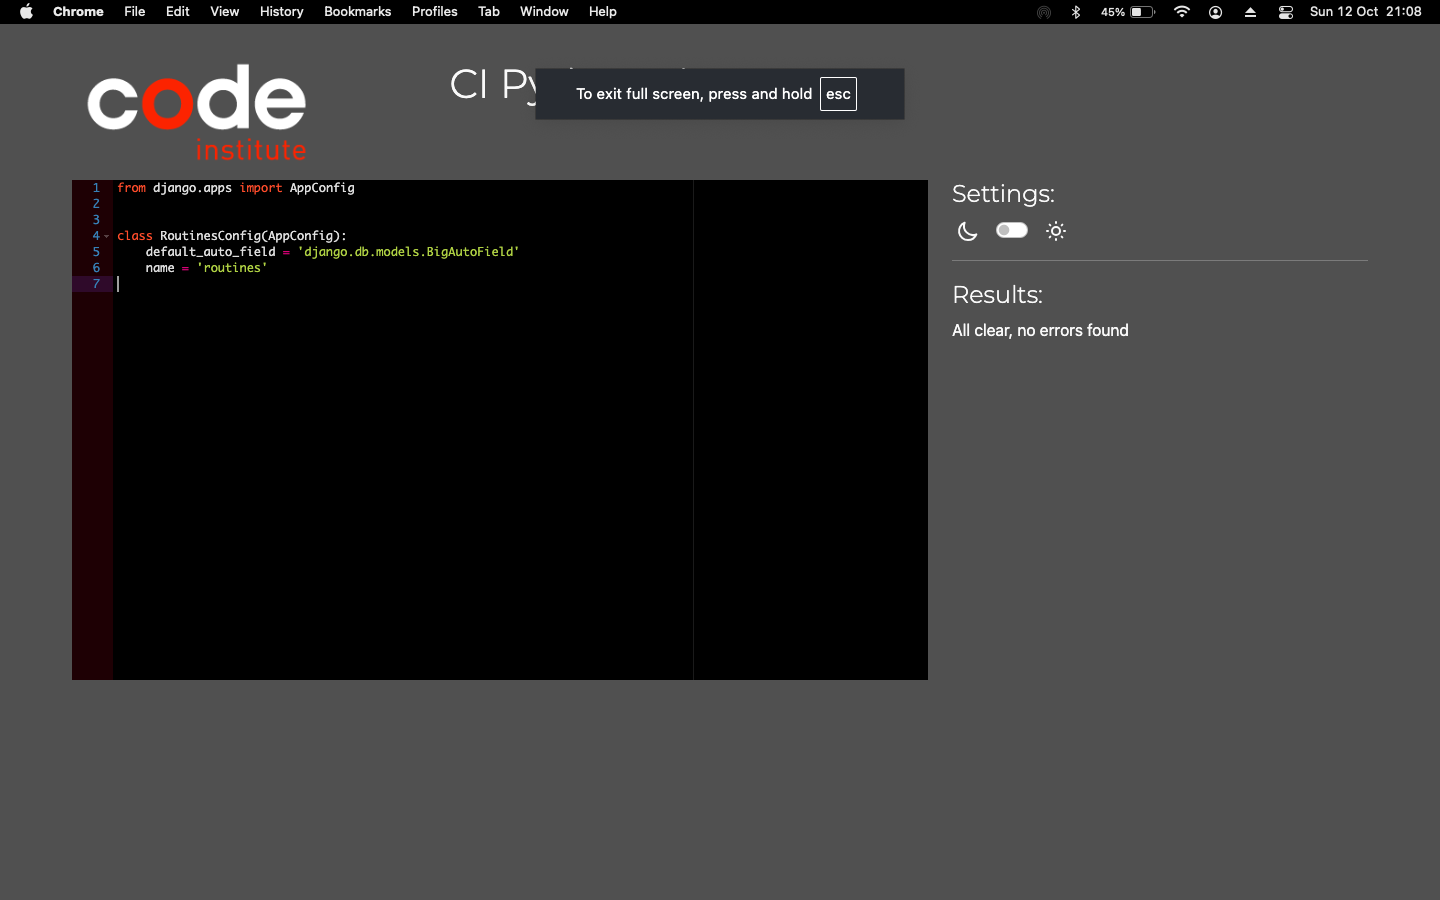 Chrome File Edit View History Bookmarks Profiles Tab Window Help 45% Sun 12 Oct 21:08
code
institute
CI
To exit full screen, press and hold esc
1 from django.apps import AppConfig
2
3
4 class RoutinesConfig(AppConfig):
5 default_auto_field = 'django.db.models.BigAutoField'
6 name = 'routines'
7
Settings:
Results:
All clear, no errors found